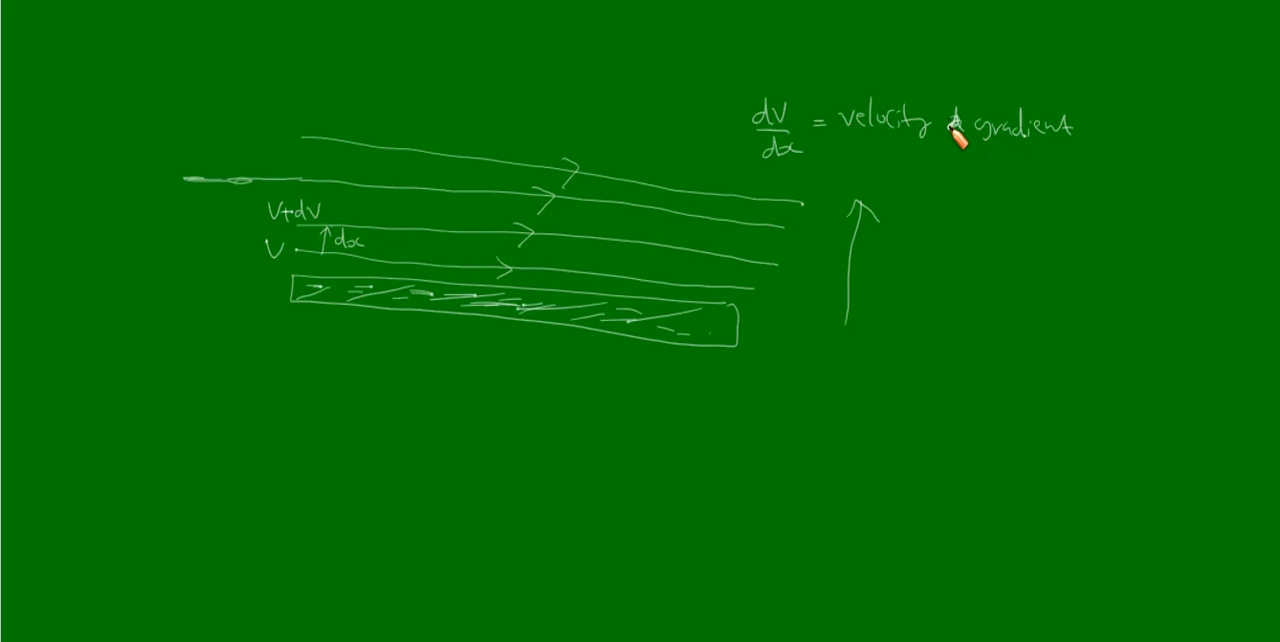 dV/dx = velocity gradient
V+dV
dx
V